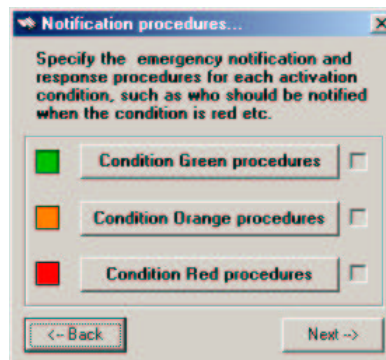 Notification procedures...
Specify the emergency notification and
response procedures for each activation
condition, such as who should be notified
when the condition is red etc.
Condition Green procedures
Condition Orange procedures
Condition Red procedures
<-- Back
Next -->